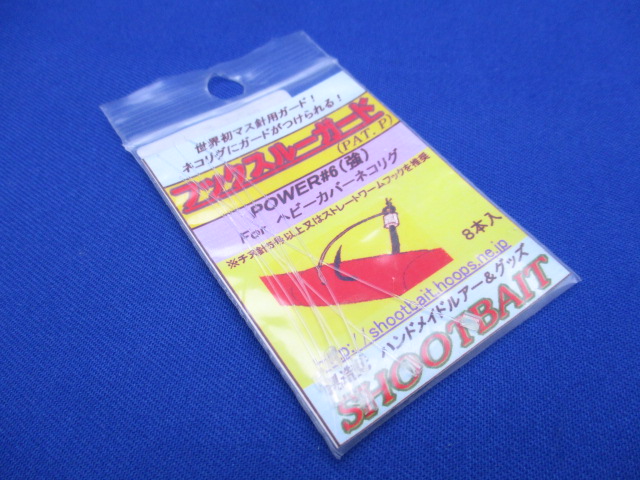 世界初マス針用ガード！
ネコリグにガードがつけられる！
フックスルーガード
(PAT.P)
POWER#6(強)
For ヘビーカバーネコリグ
※チヌ針5号以上又はストレートワームフックを推奨
8本入
http://shootbait.hoops.ne.jp
ハンドメイドルアー＆グッズ
SHOOTBAIT